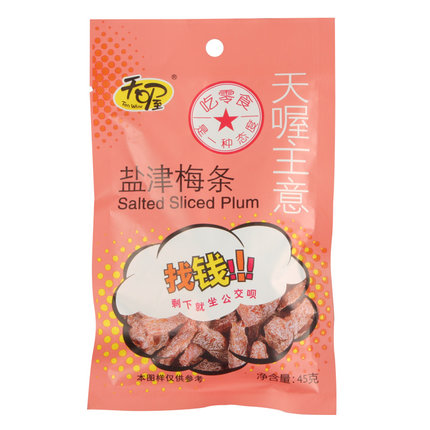 天喔
Ten Wow
®
吃零食
是一种态度
天喔主意
盐津梅条
Salted Sliced Plum
找钱!!!
剩下就坐公交呗
本图样仅供参考
净含量:45克